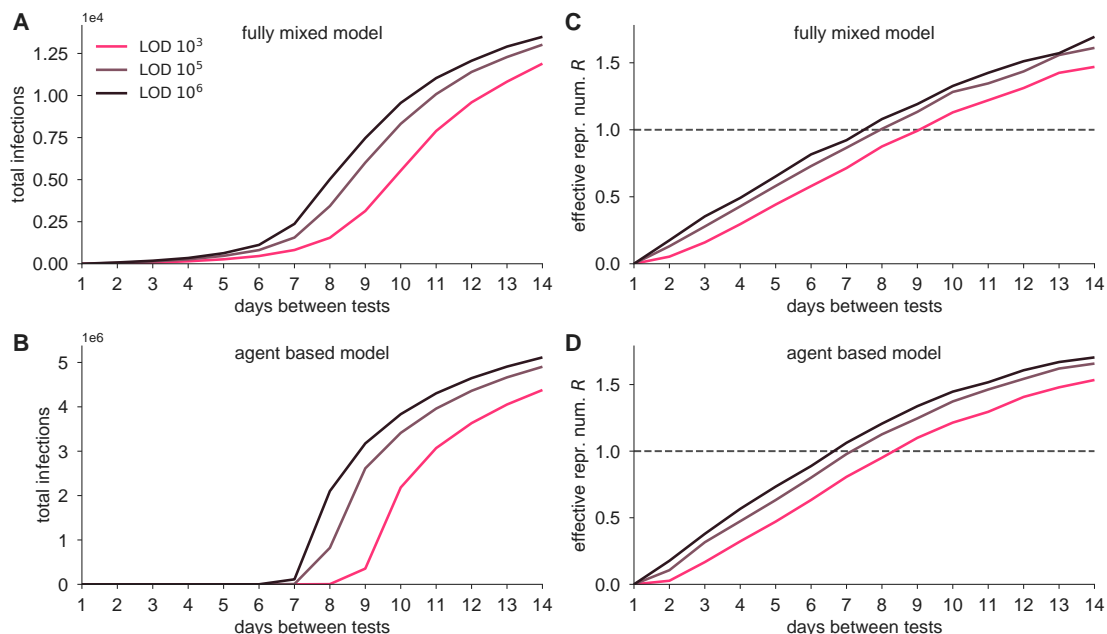 A
1e4
fully mixed model
LOD 10³
LOD 10⁵
LOD 10⁶
1.25
1.00
0.75
0.50
0.25
0.00
total infections
1 2 3 4 5 6 7 8 9 10 11 12 13 14
days between tests
C
fully mixed model
1.5
1.0
0.5
0.0
effective repr. num. R
1 2 3 4 5 6 7 8 9 10 11 12 13 14
days between tests
B
1e6
agent based model
5
4
3
2
1
0
total infections
1 2 3 4 5 6 7 8 9 10 11 12 13 14
days between tests
D
agent based model
1.5
1.0
0.5
0.0
effective repr. num. R
1 2 3 4 5 6 7 8 9 10 11 12 13 14
days between tests